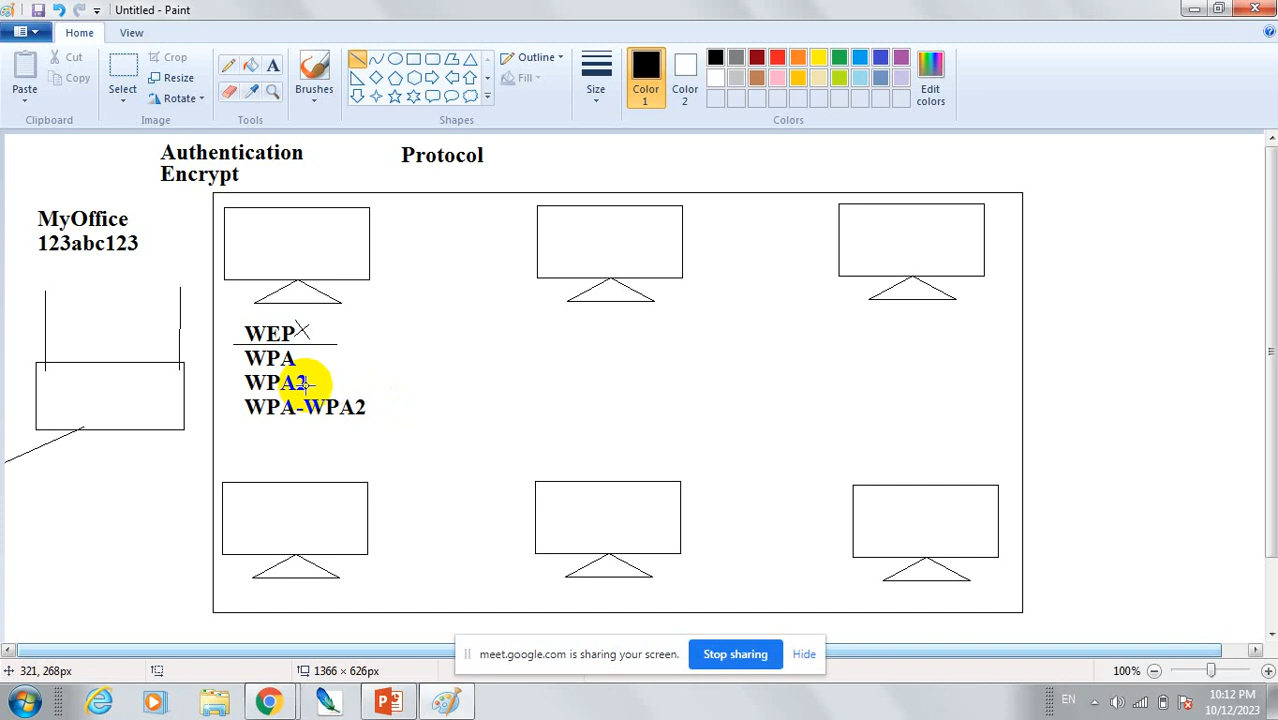 Untitled - Paint
Home
View
Paste
Cut
Copy
Clipboard
Select
Crop
Resize
Rotate
Image
A
Tools
Brushes
Shapes
Outline
Fill
Size
Color 1
Color 2
Edit colors
Colors
Authentication
Encrypt
Protocol
MyOffice
123abc123
WEP
WPA
WPA2
WPA-WPA2
meet.google.com is sharing your screen.
Stop sharing
Hide
321, 268px
1366 × 626px
100%
EN
10:12 PM
10/12/2023